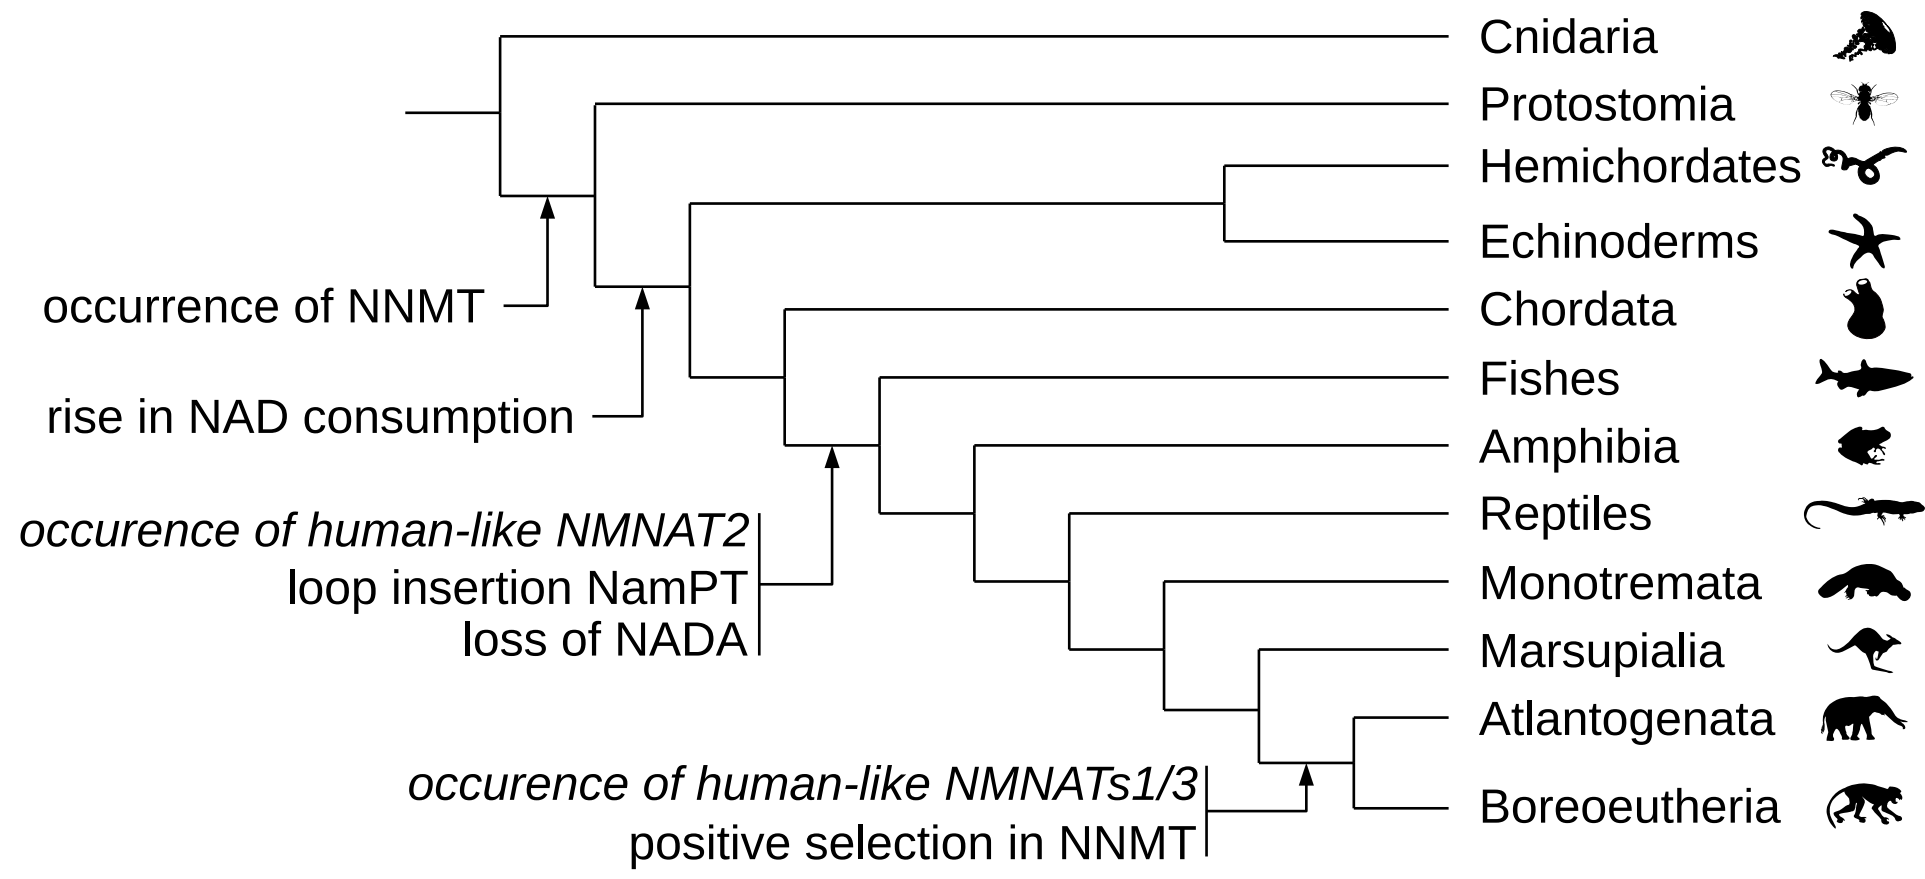 Cnidaria
Protostomia
Hemichordates
Echinoderms
occurrence of NNMT
Chordata
Fishes
rise in NAD consumption
Amphibia
Reptiles
occurence of human-like NMNAT2
loop insertion NamPT
loss of NADA
Monotremata
Marsupialia
Atlantogenata
occurence of human-like NMNATs1/3
positive selection in NNMT
Boreoeutheria